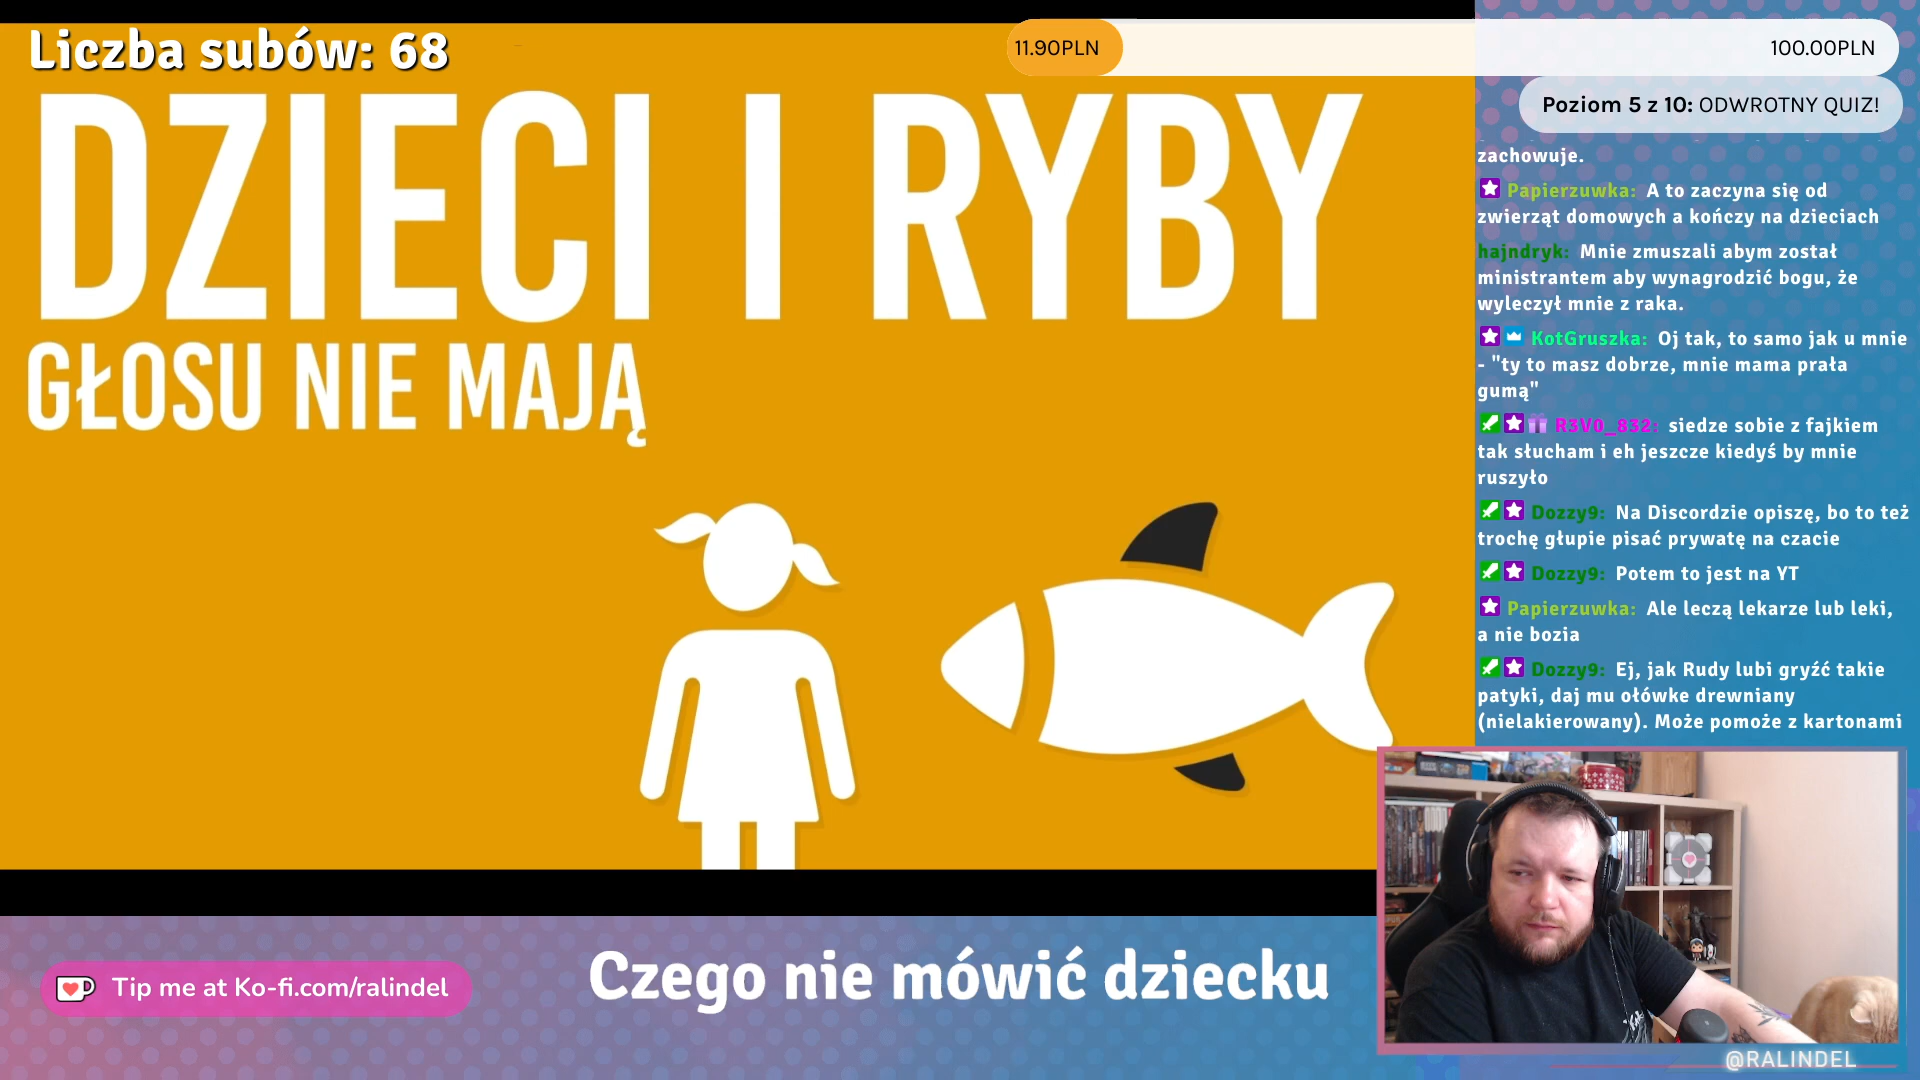 Liczba subów: 68
11.90PLN
100.00PLN
Poziom 5 z 10: ODWROTNY QUIZ!
DZIECI I RYBY
GŁOSU NIE MAJĄ
zachowuje.
Papierzuwka: A to zaczyna się od
zwierząt domowych a kończy na dzieciach
hajndryk: Mnie zmuszali abym został
ministrantem aby wynagrodzić bogu, że
wyleczył mnie z raka.
KotGruszka: Oj tak, to samo jak u mnie
- "ty to masz dobrze, mnie mama prała
gumą"
R3V0_832: siedze sobie z fajkiem
tak słucham i eh jeszcze kiedyś by mnie
ruszyło
Dozzy9: Na Discordzie opiszę, bo to też
trochę głupie pisać prywatę na czacie
Dozzy9: Potem to jest na YT
Papierzuwka: Ale leczą lekarze lub leki,
a nie bozia
Dozzy9: Ej, jak Rudy lubi gryźć takie
patyki, daj mu ołówke drewniany
(nielakierowany). Może pomoże z kartonami
Tip me at Ko-fi.com/ralindel
Czego nie mówić dziecku
@RALINDEL